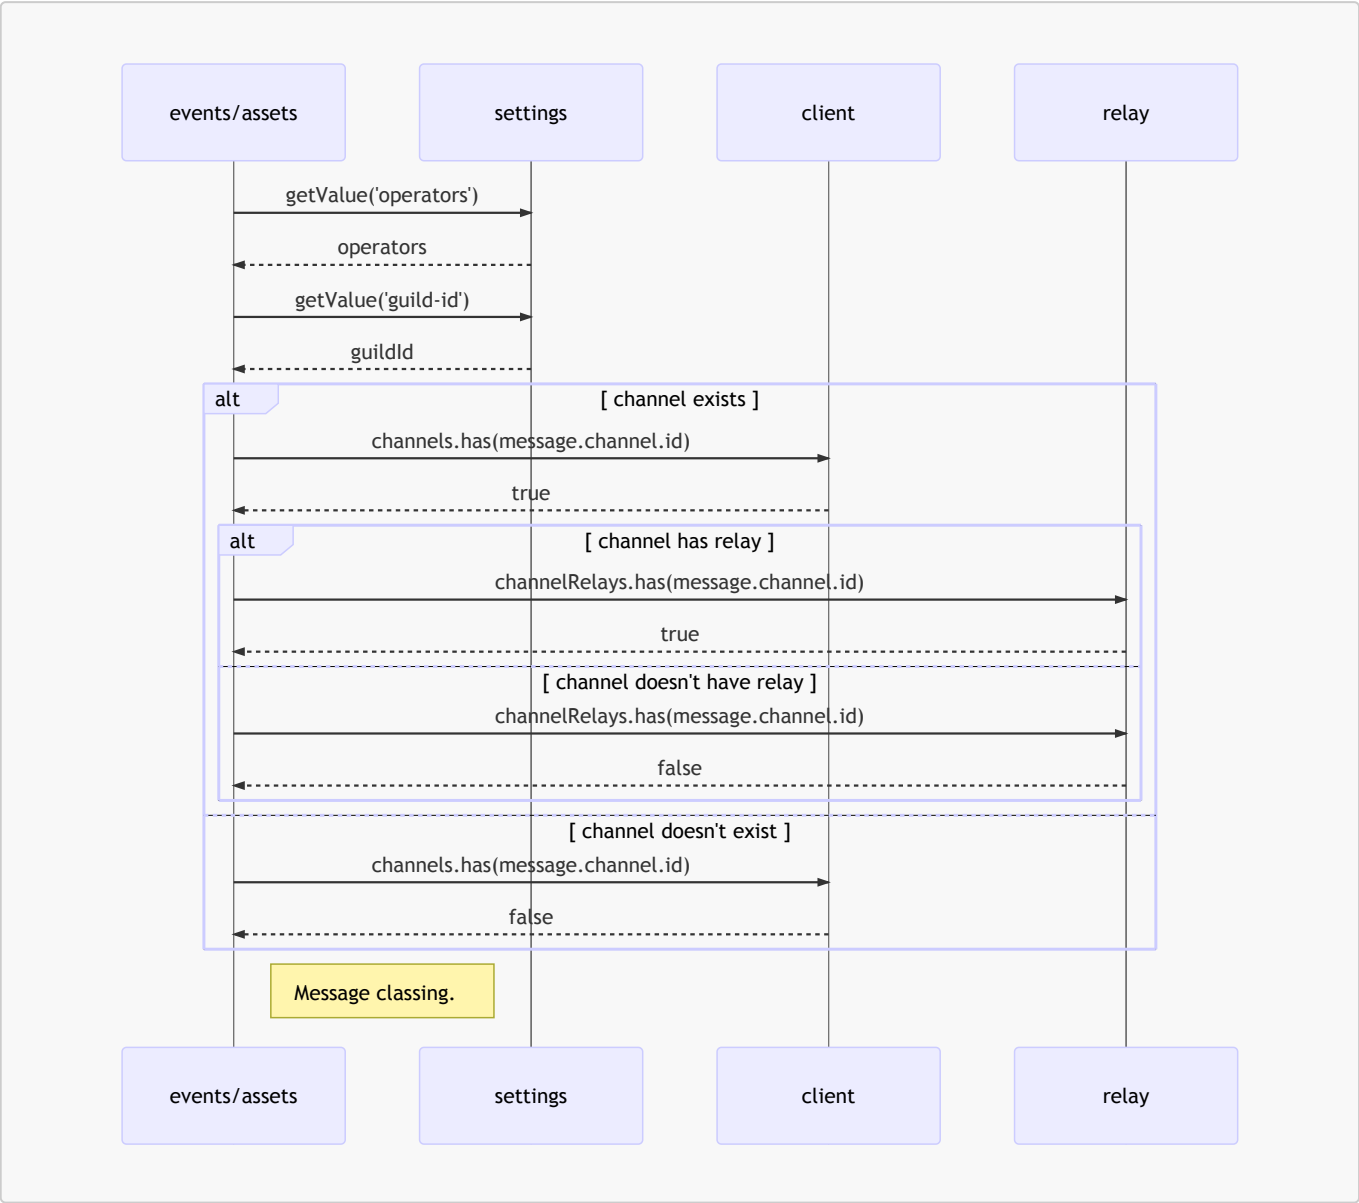 events/assets
settings
client
relay
getValue('operators')
operators
getValue('guild-id')
guildId
alt
[ channel exists ]
channels.has(message.channel.id)
true
alt
[ channel has relay ]
channelRelays.has(message.channel.id)
true
[ channel doesn't have relay ]
channelRelays.has(message.channel.id)
false
[ channel doesn't exist ]
channels.has(message.channel.id)
false
Message classing.
events/assets
settings
client
relay